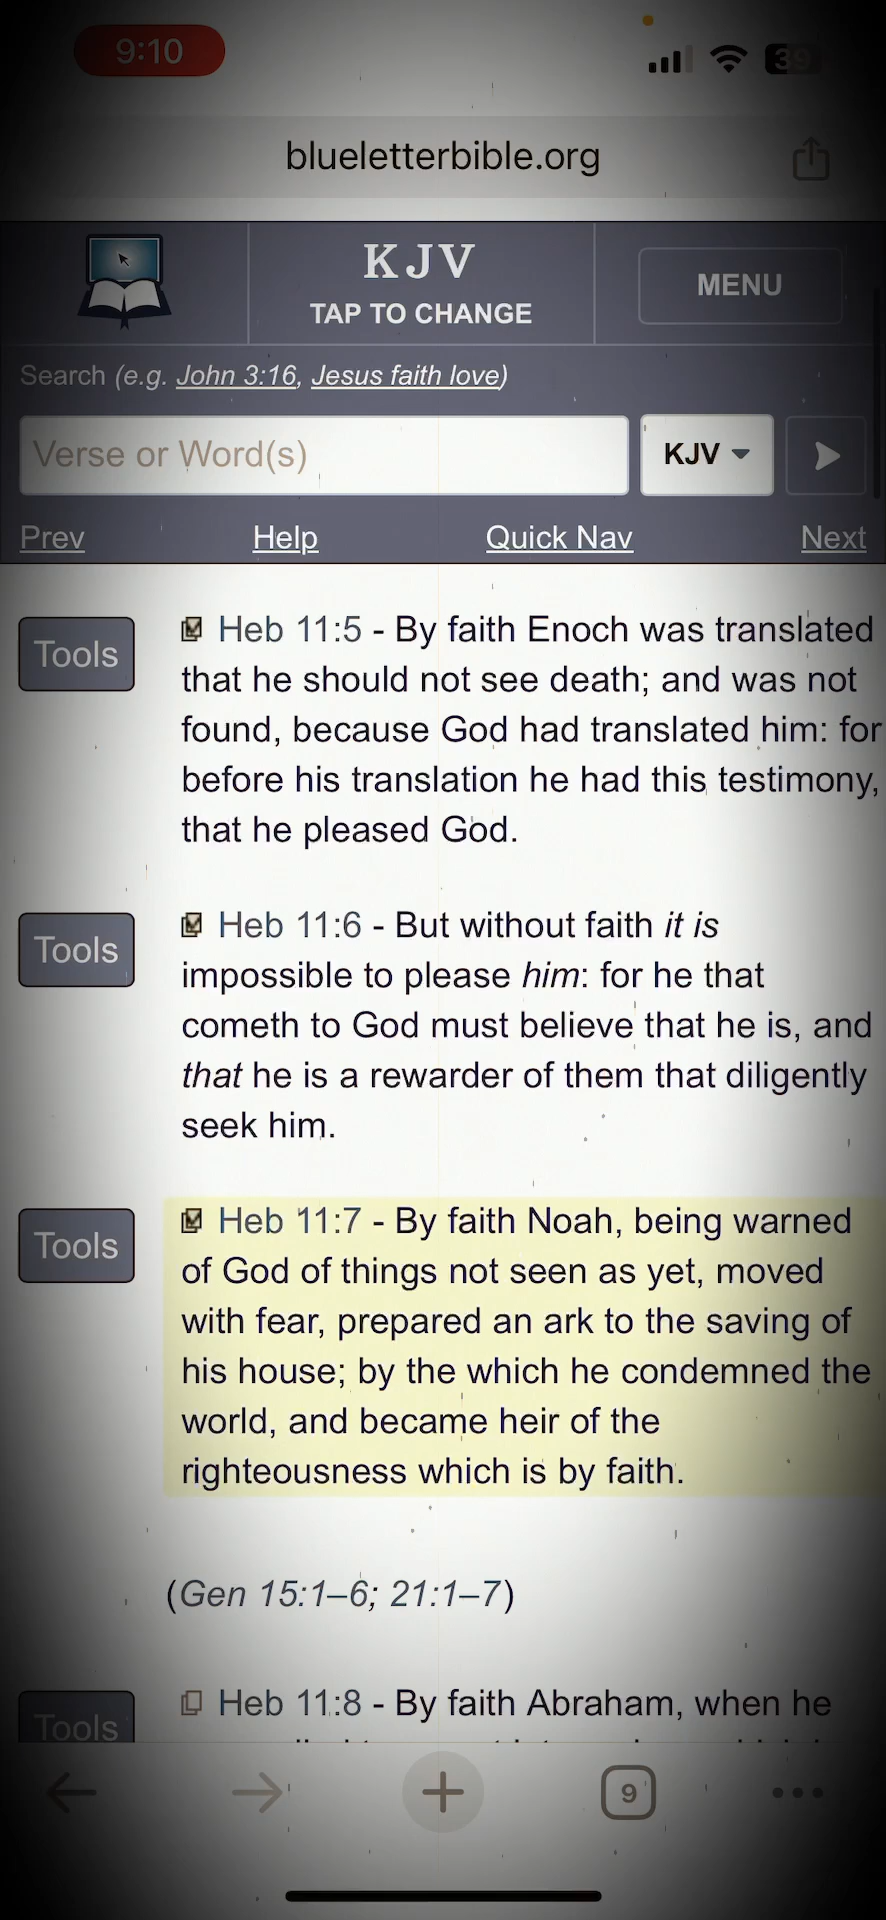 9:10
39
blueletterbible.org
KJV
TAP TO CHANGE
MENU
Search (e.g. John 3:16, Jesus faith love)
Verse or Word(s)
KJV
Prev
Help
Quick Nav
Next
Tools
Heb 11:5 - By faith Enoch was translated
that he should not see death; and was not
found, because God had translated him: for
before his translation he had this testimony,
that he pleased God.
Tools
Heb 11:6 - But without faith it is
impossible to please him: for he that
cometh to God must believe that he is, and
that he is a rewarder of them that diligently
seek him.
Tools
Heb 11:7 - By faith Noah, being warned
of God of things not seen as yet, moved
with fear, prepared an ark to the saving of
his house; by the which he condemned the
world, and became heir of the
righteousness which is by faith.
(Gen 15:1–6; 21:1–7)
Tools
Heb 11:8 - By faith Abraham, when he
9